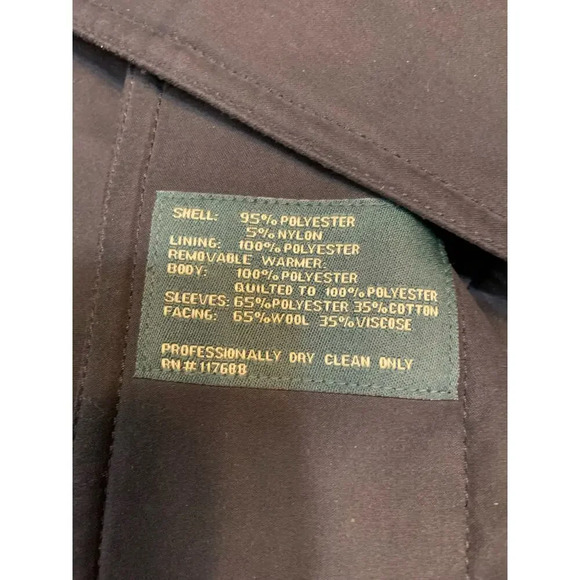 SHELL: 95% POLYESTER
5% NYLON
LINING: 100% POLYESTER
REMOVABLE WARMER:
BODY: 100% POLYESTER
QUILTED TO 100% POLYESTER
SLEEVES: 65% POLYESTER 35% COTTON
FACING: 65% WOOL 35% VISCOSE
PROFESSIONALLY DRY CLEAN ONLY
RN# 117688